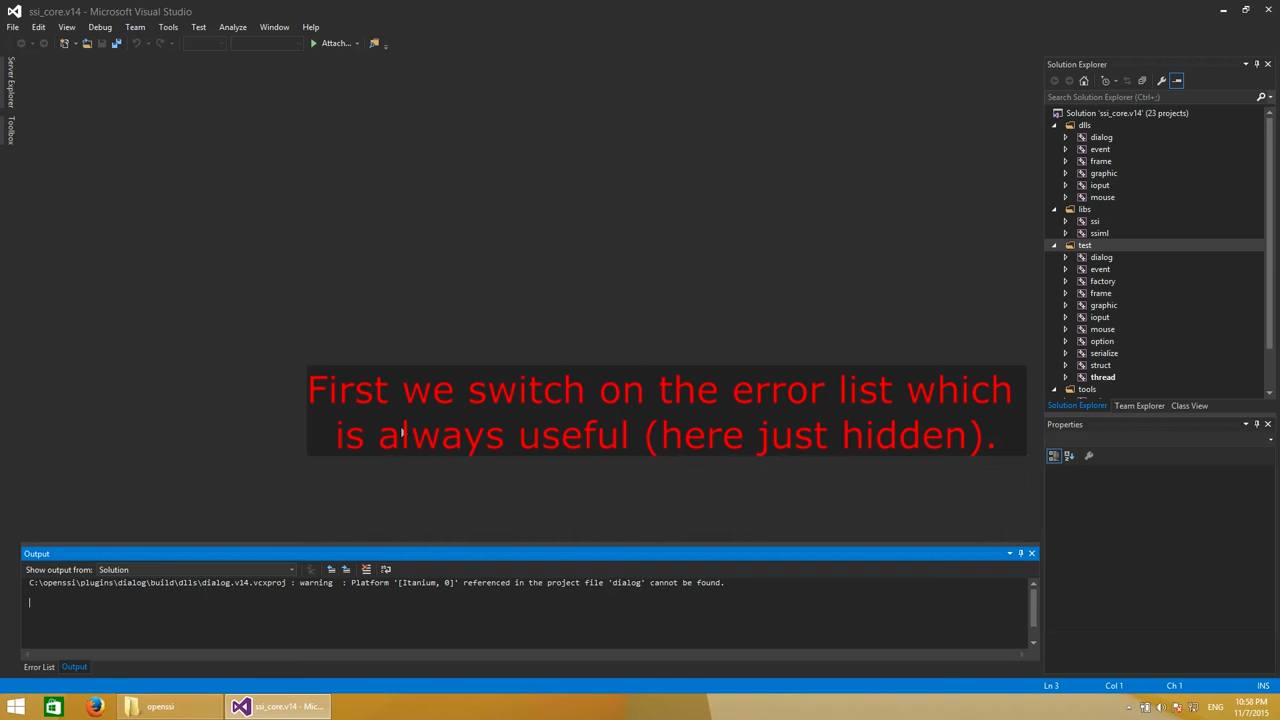 ssi_core.v14 - Microsoft Visual Studio
File Edit View Debug Team Tools Test Analyze Window Help
Attach...
Server Explorer
Toolbox
Solution Explorer
Search Solution Explorer (Ctrl+;)
Solution 'ssi_core.v14' (23 projects)
dlls
dialog
event
frame
graphic
ioput
mouse
libs
ssi
ssiml
test
dialog
event
factory
frame
graphic
ioput
mouse
option
serialize
struct
thread
tools
Solution Explorer Team Explorer Class View
Properties
First we switch on the error list which
is always useful (here just hidden).
Output
Show output from: Solution
C:\openssi\plugins\dialog\build\dlls\dialog.v14.vcxproj : warning : Platform '[Itanium, 0]' referenced in the project file 'dialog' cannot be found.
Error List Output
Ln 3 Col 1 Ch 1 INS
openssi
ssi_core.v14 - Mic...
ENG
10:58 PM
11/7/2015